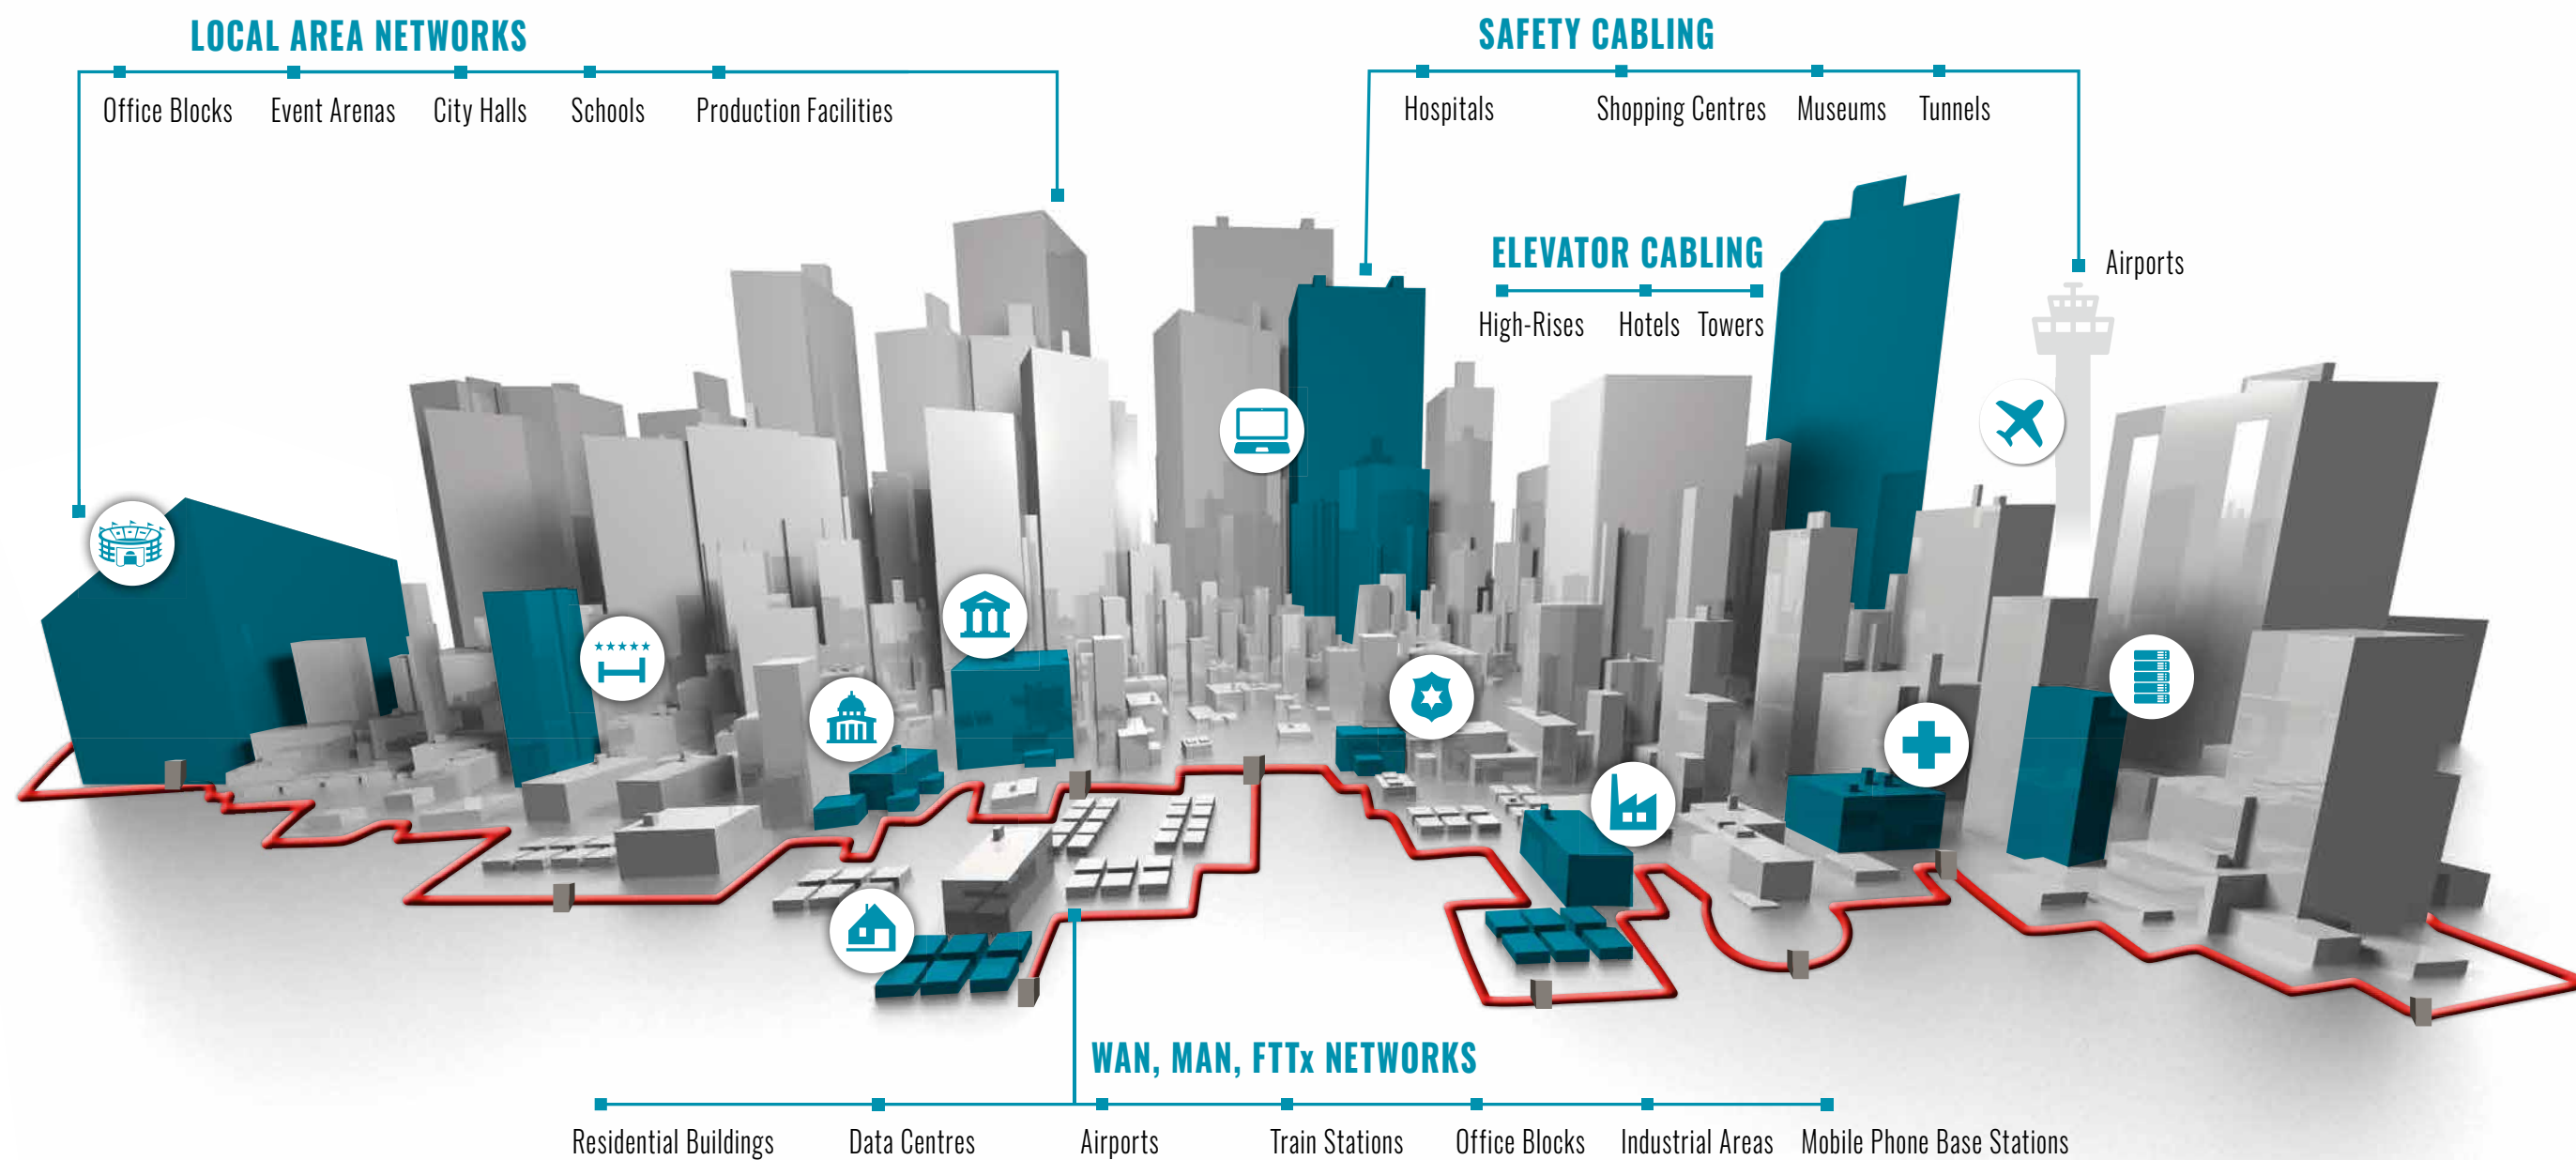 LOCAL AREA NETWORKS
Office Blocks Event Arenas City Halls Schools Production Facilities
SAFETY CABLING
Hospitals Shopping Centres Museums Tunnels
Airports
ELEVATOR CABLING
High-Rises Hotels Towers
WAN, MAN, FTTx NETWORKS
Residential Buildings Data Centres Airports Train Stations Office Blocks Industrial Areas Mobile Phone Base Stations